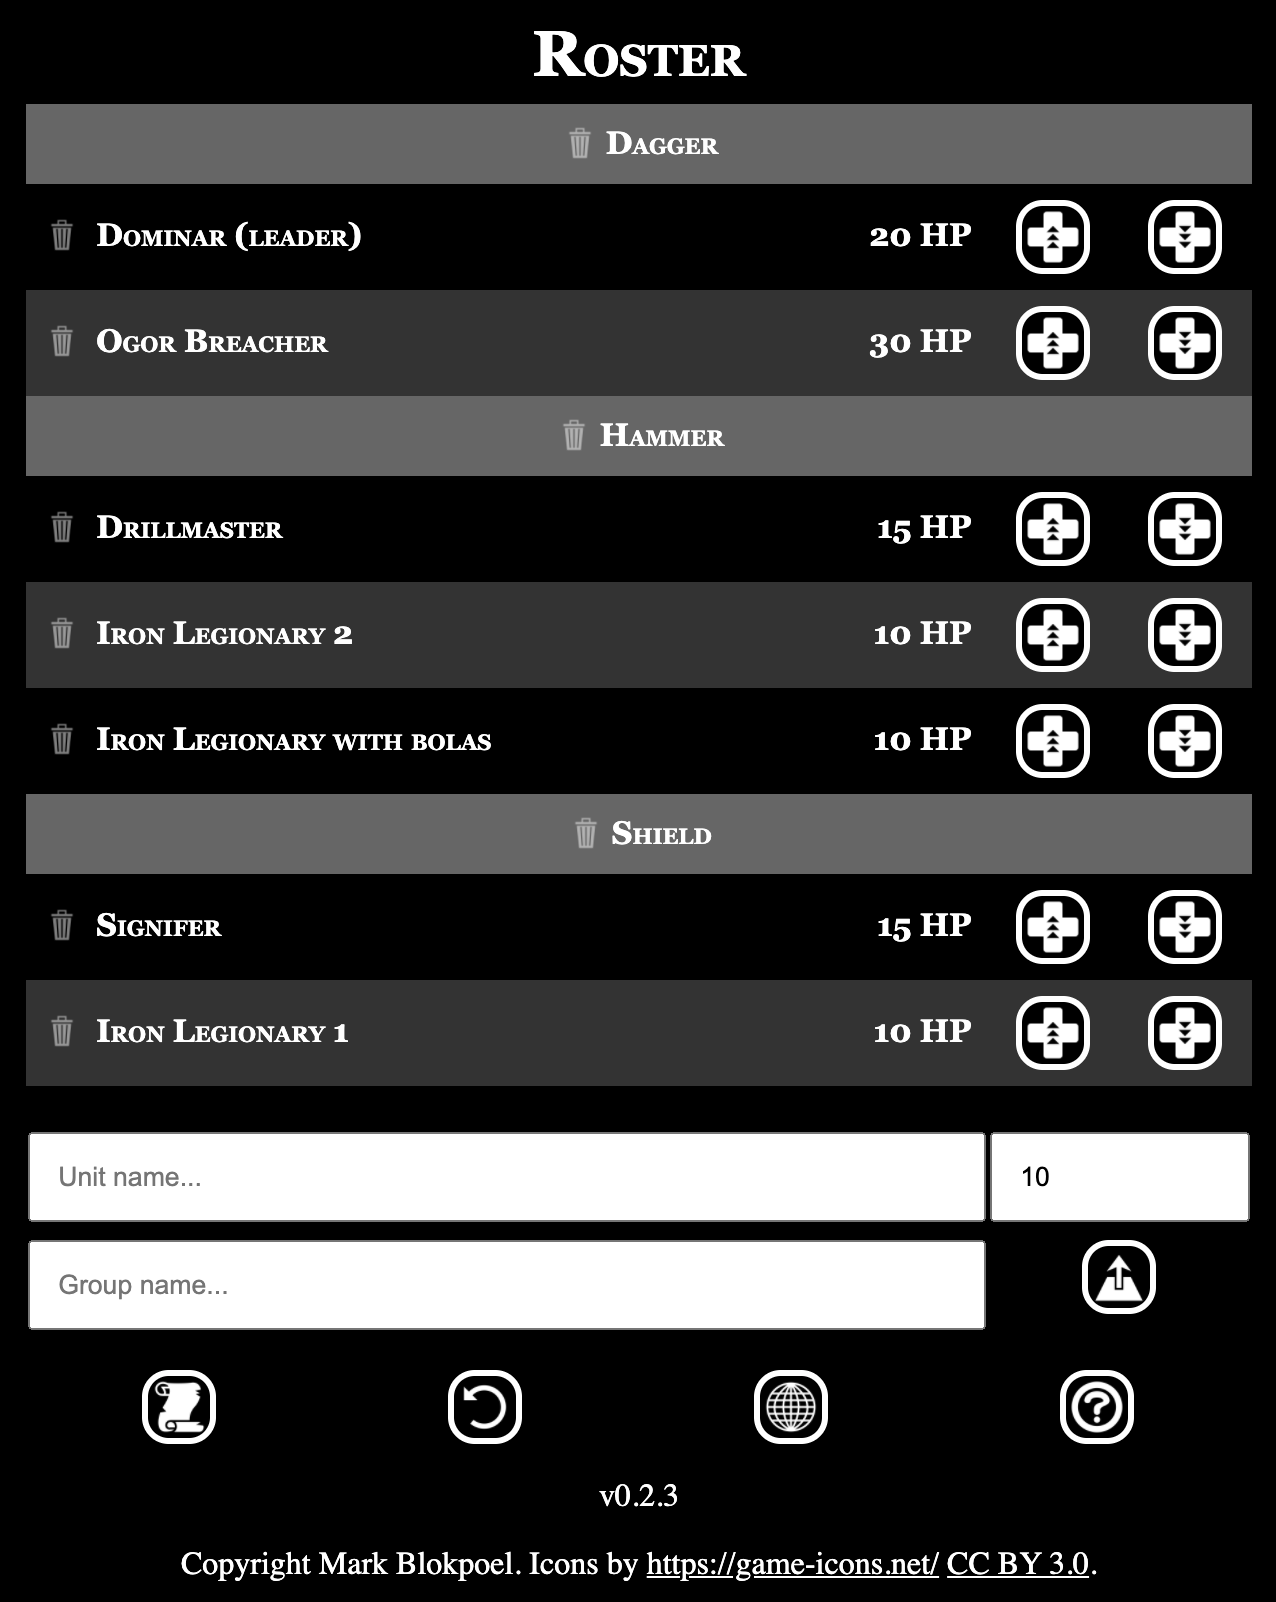 Roster
Dagger
Dominar (leader) 20 HP
Ogor Breacher 30 HP
Hammer
Drillmaster 15 HP
Iron Legionary 2 10 HP
Iron Legionary with bolas 10 HP
Shield
Signifer 15 HP
Iron Legionary 1 10 HP
Unit name... 10
Group name...
?
v0.2.3
Copyright Mark Blokpoel. Icons by https://game-icons.net/ CC BY 3.0.